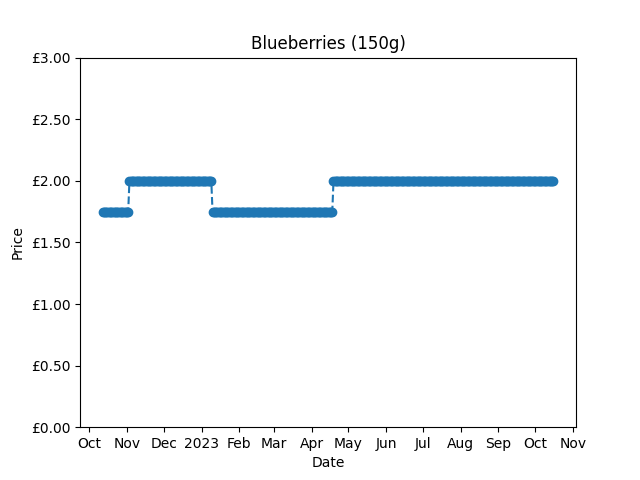 Blueberries (150g)
£3.00
£2.50
£2.00
£1.50
£1.00
£0.50
£0.00
Price
Oct Nov Dec 2023 Feb Mar Apr May Jun Jul Aug Sep Oct Nov
Date